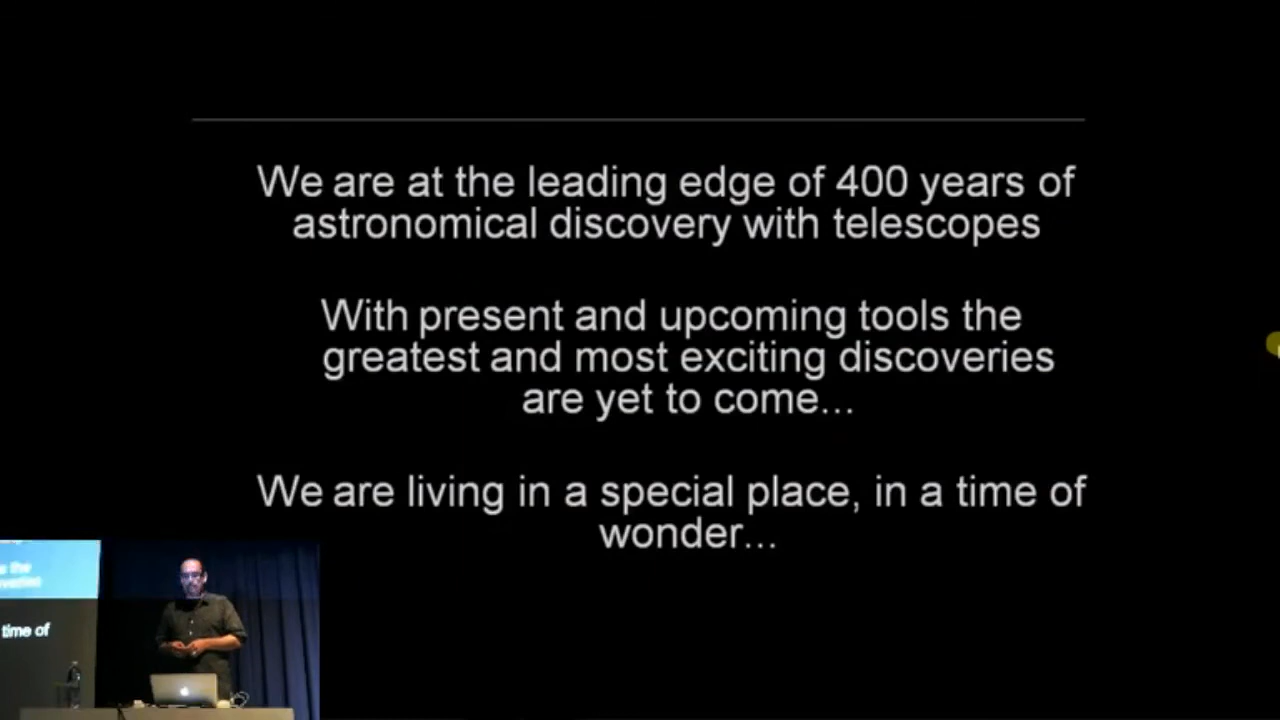 We are at the leading edge of 400 years of
astronomical discovery with telescopes
With present and upcoming tools the
greatest and most exciting discoveries
are yet to come...
We are living in a special place, in a time of
wonder...
s the
time of